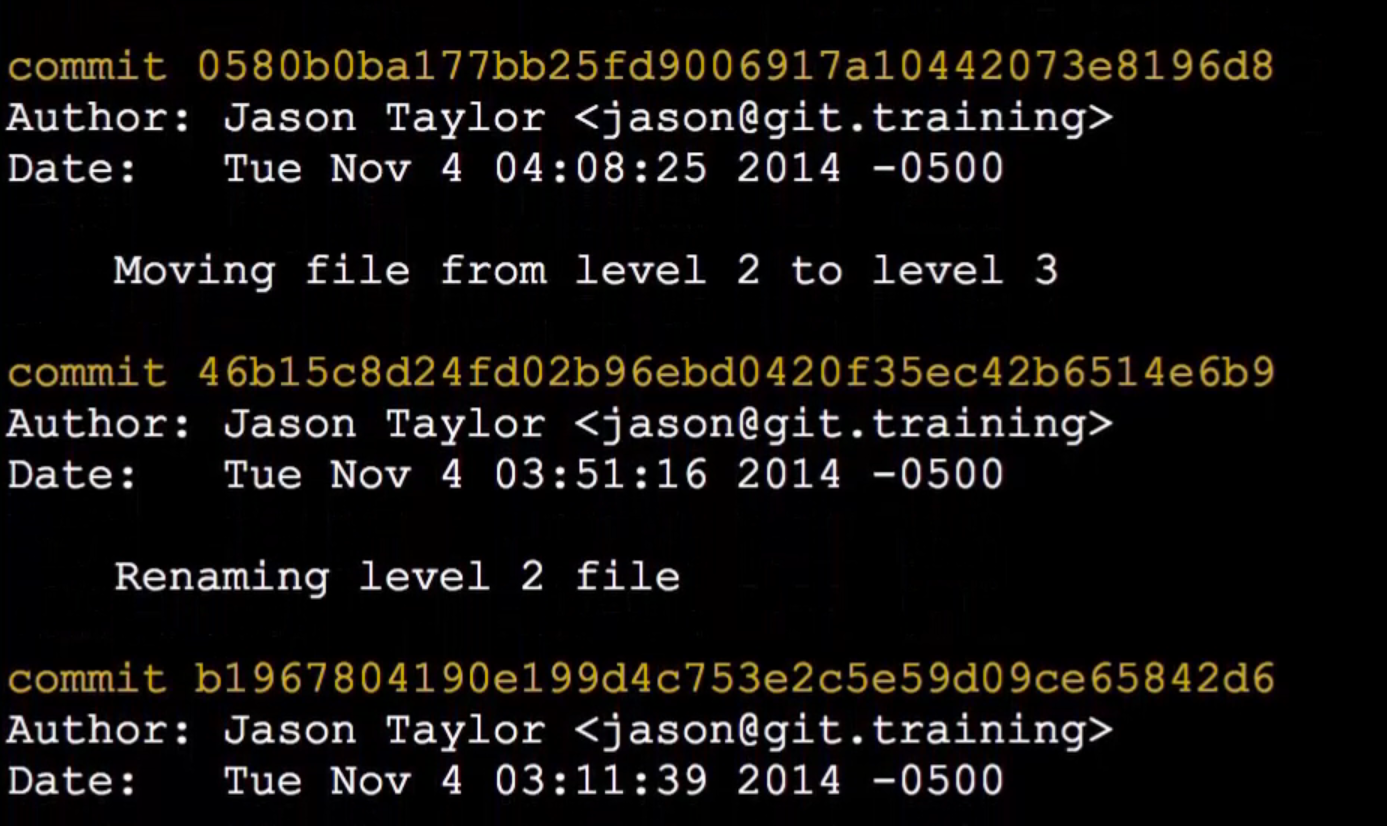 commit 0580b0ba177bb25fd9006917a10442073e8196d8
Author: Jason Taylor <jason@git.training>
Date:   Tue Nov 4 04:08:25 2014 -0500
Moving file from level 2 to level 3
commit 46b15c8d24fd02b96ebd0420f35ec42b6514e6b9
Author: Jason Taylor <jason@git.training>
Date:   Tue Nov 4 03:51:16 2014 -0500
Renaming level 2 file
commit b1967804190e199d4c753e2c5e59d09ce65842d6
Author: Jason Taylor <jason@git.training>
Date:   Tue Nov 4 03:11:39 2014 -0500